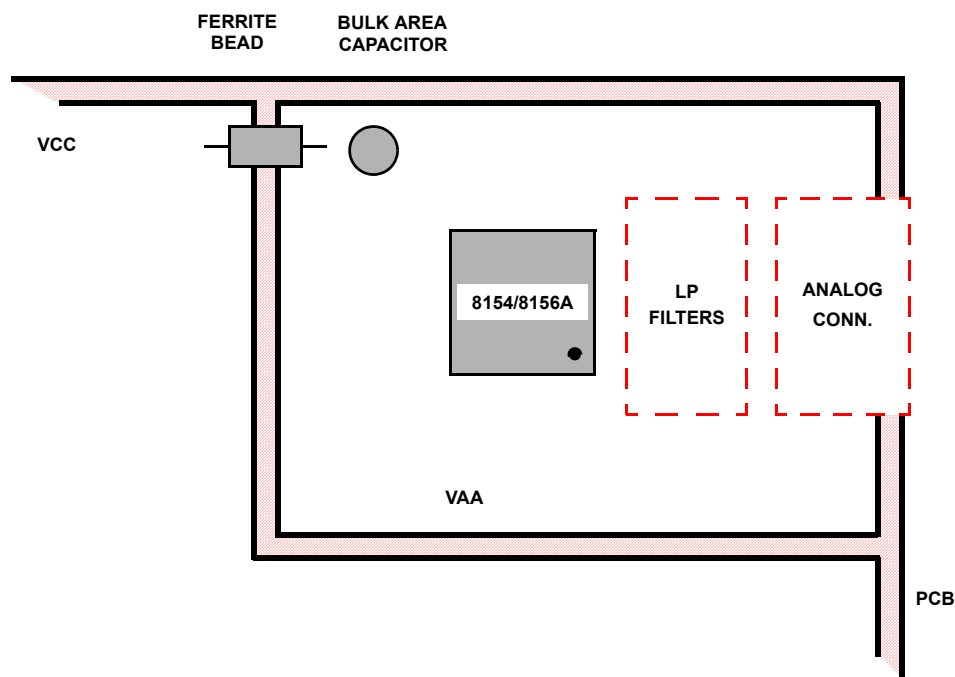 FERRITE
BEAD
BULK AREA
CAPACITOR
VCC
8154/8156A
LP
FILTERS
ANALOG
CONN.
VAA
PCB